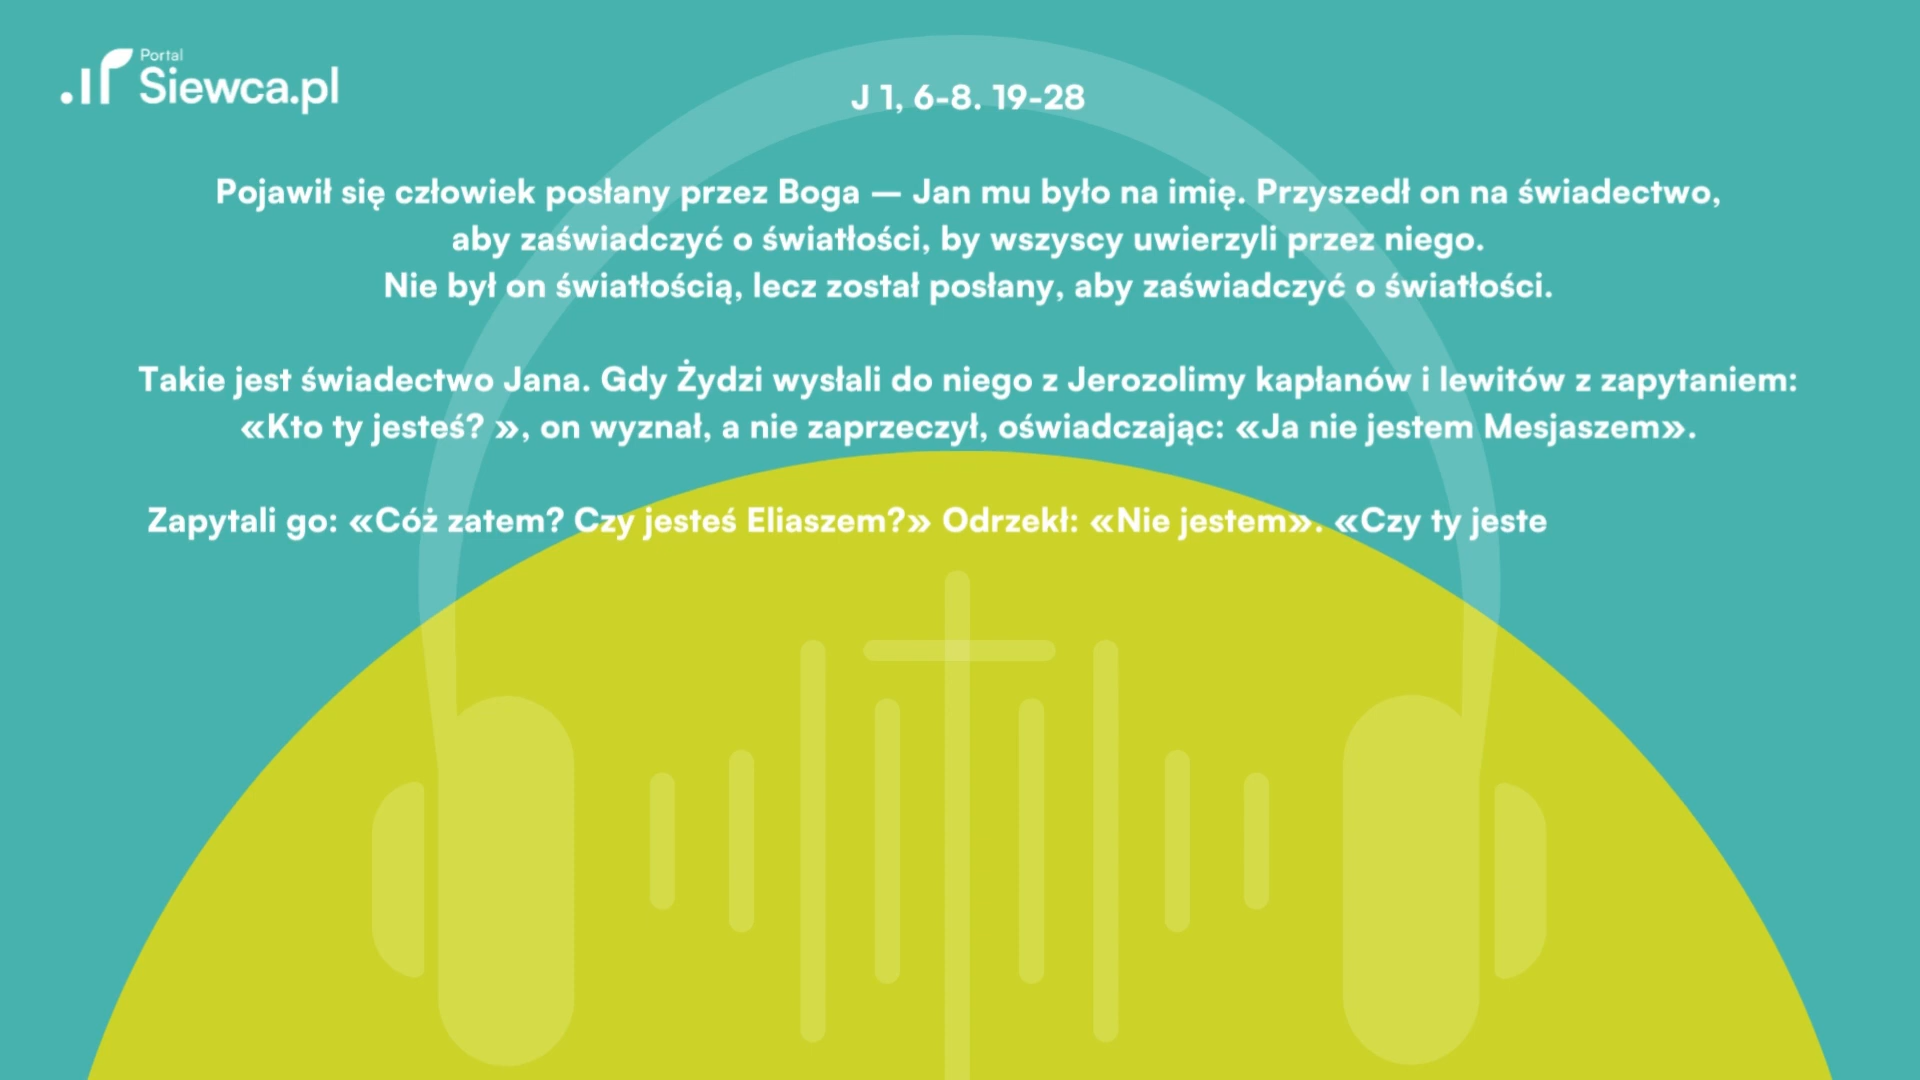 Portal
Siewca.pl
J 1, 6-8. 19-28
Pojawił się człowiek posłany przez Boga — Jan mu było na imię. Przyszedł on na świadectwo,
aby zaświadczyć o światłości, by wszyscy uwierzyli przez niego.
Nie był on światłością, lecz został posłany, aby zaświadczyć o światłości.
Takie jest świadectwo Jana. Gdy Żydzi wysłali do niego z Jerozolimy kapłanów i lewitów z zapytaniem:
«Kto ty jesteś? », on wyznał, a nie zaprzeczył, oświadczając: «Ja nie jestem Mesjaszem».
Zapytali go: «Cóż zatem? Czy jesteś Eliaszem?» Odrzekł: «Nie jestem». «Czy ty jeste